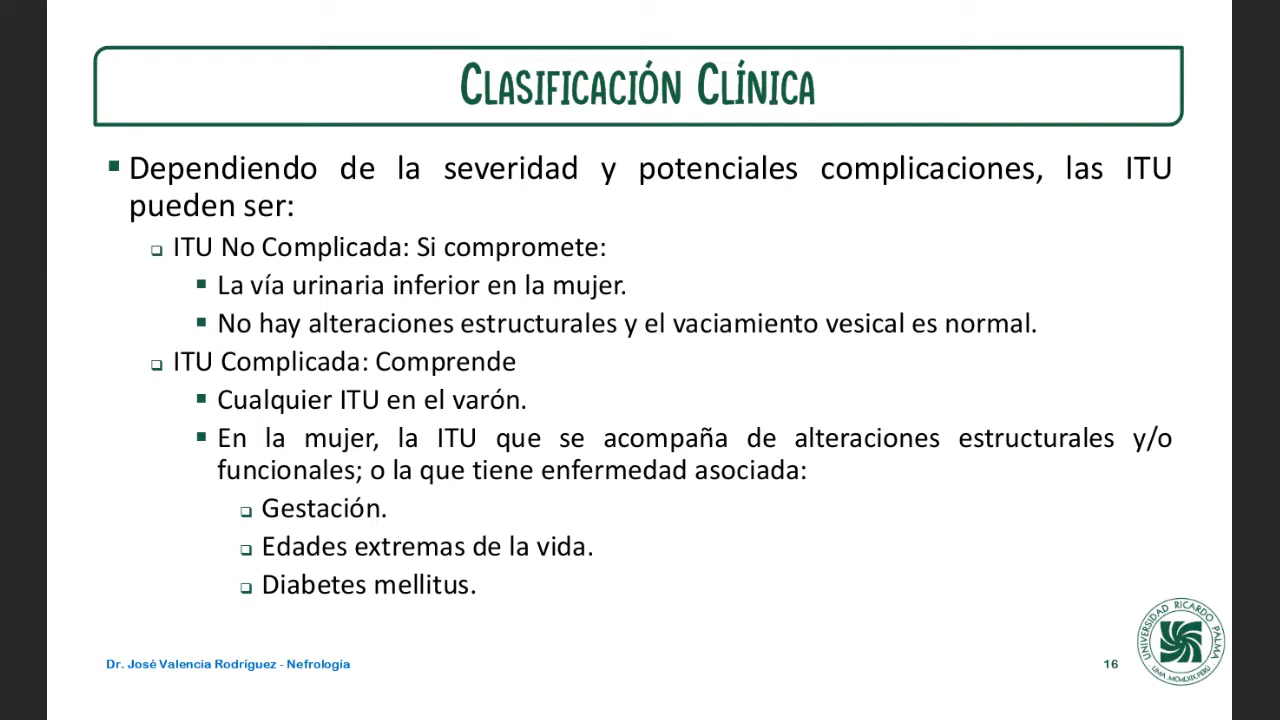 CLASIFICACIÓN CLÍNICA
▪ Dependiendo de la severidad y potenciales complicaciones, las ITU
pueden ser:
❑ ITU No Complicada: Si compromete:
▪ La vía urinaria inferior en la mujer.
▪ No hay alteraciones estructurales y el vaciamiento vesical es normal.
❑ ITU Complicada: Comprende
▪ Cualquier ITU en el varón.
▪ En la mujer, la ITU que se acompaña de alteraciones estructurales y/o
funcionales; o la que tiene enfermedad asociada:
❑ Gestación.
❑ Edades extremas de la vida.
❑ Diabetes mellitus.
Dr. José Valencia Rodríguez - Nefrología
16
UNIVERSIDAD RICARDO PALMA
LIMA MCMLXIX PERÚ